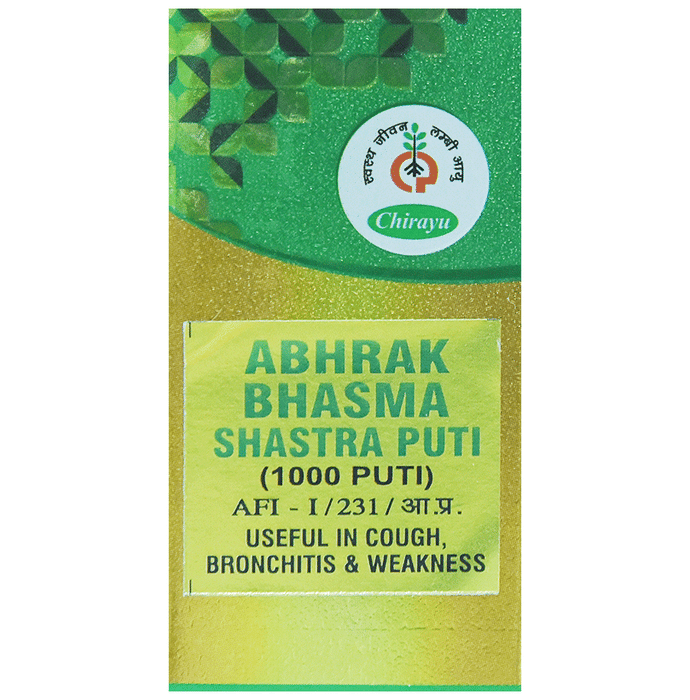 स्वस्थ जीवन लम्बी आयु
Chirayu
ABHRAK
BHASMA
SHASTRA PUTI
(1000 PUTI)
AFI - I/231/आ.प्र.
USEFUL IN COUGH,
BRONCHITIS & WEAKNESS